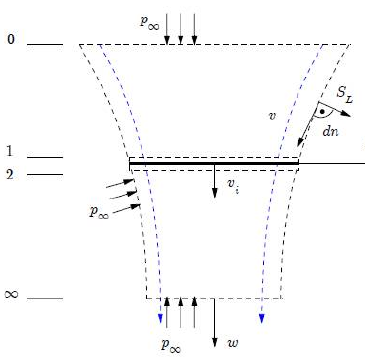 p∞
0
S_L
v
dn
1
2
v_i
p∞
∞
p∞
w